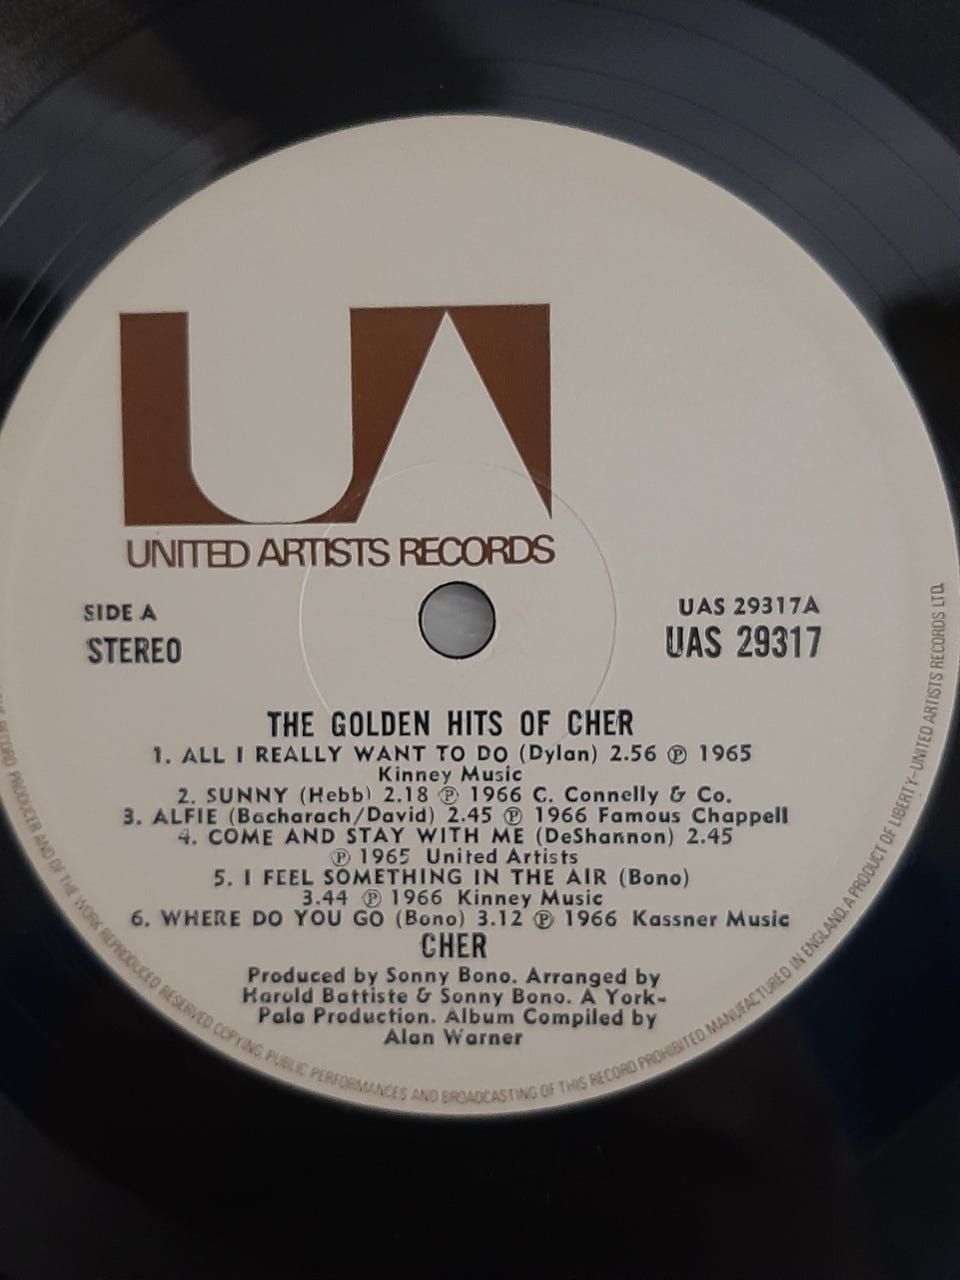 UA
UNITED ARTISTS RECORDS
SIDE A
STEREO
UAS 29317A
UAS 29317
THE GOLDEN HITS OF CHER
1. ALL I REALLY WANT TO DO (Dylan) 2.56 ℗ 1965
Kinney Music
2. SUNNY (Hebb) 2.18 ℗ 1966 C. Connelly & Co.
3. ALFIE (Bacharach/David) 2.45 ℗ 1966 Famous Chappell
4. COME AND STAY WITH ME (DeShannon) 2.45
℗ 1965 United Artists
5. I FEEL SOMETHING IN THE AIR (Bono)
3.44 ℗ 1966 Kinney Music
6. WHERE DO YOU GO (Bono) 3.12 ℗ 1966 Kassner Music
CHER
Produced by Sonny Bono. Arranged by
Harold Battiste & Sonny Bono. A York-
Pala Production. Album Compiled by
Alan Warner
RECORD PRODUCER AND OF THE WORK REPRODUCED RESERVED COPYING, PUBLIC PERFORMANCES AND BROADCASTING OF THIS RECORD PROHIBITED MANUFACTURED IN ENGLAND. A PRODUCT OF LIBERTY-UNITED ARTISTS RECORDS LTD.